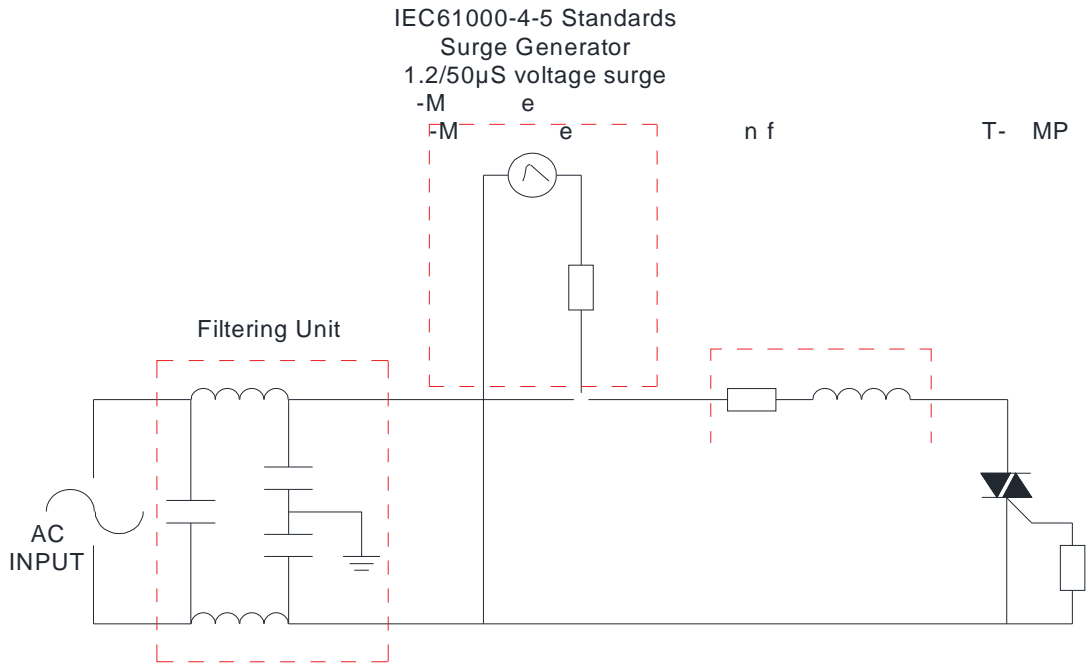 IEC61000-4-5 Standards
Surge Generator
1.2/50µS voltage surge
-M e
-M e n f T- MP
Filtering Unit
AC
INPUT